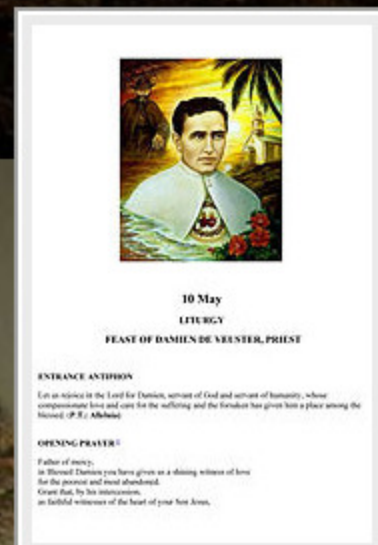 10 May
LITURGY
FEAST OF DAMIEN DE VEUSTER, PRIEST
ENTRANCE ANTIPHON
Let us rejoice in the Lord for Damien, servant of God and servant of humanity, whose
compassionate love and care for the suffering and the forsaken has given him a place among the
blessed. (P.T.: Alleluia)
OPENING PRAYER
Father of mercy,
in Blessed Damien you have given us a shining witness of love
for the poorest and most abandoned.
Grant that, by his intercession,
as faithful witnesses of the heart of your Son Jesus,